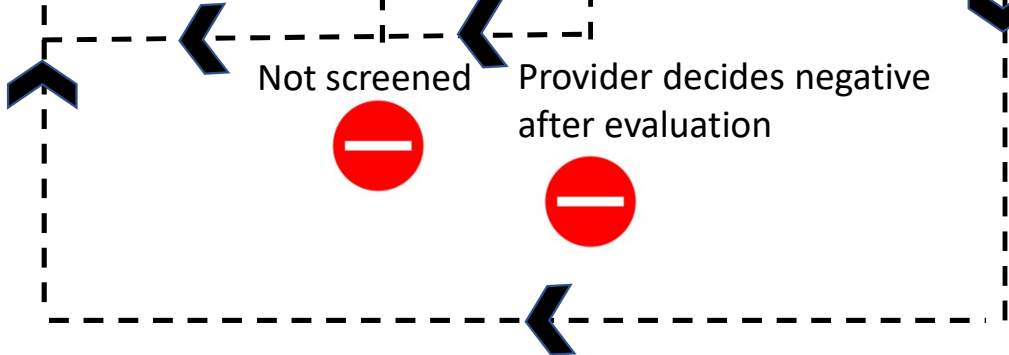 Not screened
Provider decides negative
after evaluation